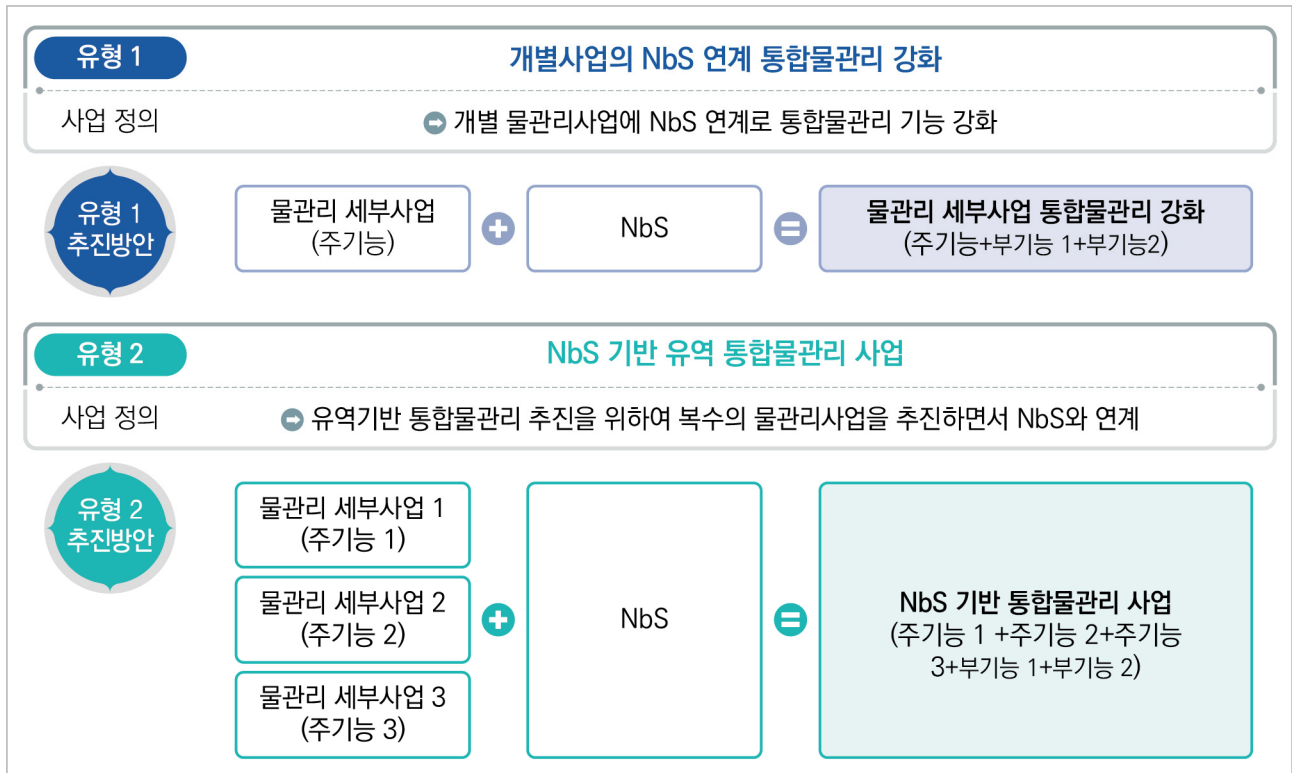 유형 1
개별사업의 NbS 연계 통합물관리 강화
사업 정의
개별 물관리사업에 NbS 연계로 통합물관리 기능 강화
유형 1
추진방안
물관리 세부사업
(주기능)
NbS
물관리 세부사업 통합물관리 강화
(주기능+부기능 1+부기능2)
유형 2
NbS 기반 유역 통합물관리 사업
사업 정의
유역기반 통합물관리 추진을 위하여 복수의 물관리사업을 추진하면서 NbS와 연계
유형 2
추진방안
물관리 세부사업 1
(주기능 1)
물관리 세부사업 2
(주기능 2)
물관리 세부사업 3
(주기능 3)
NbS
NbS 기반 통합물관리 사업
(주기능 1 +주기능 2+주기능
3+부기능 1+부기능 2)